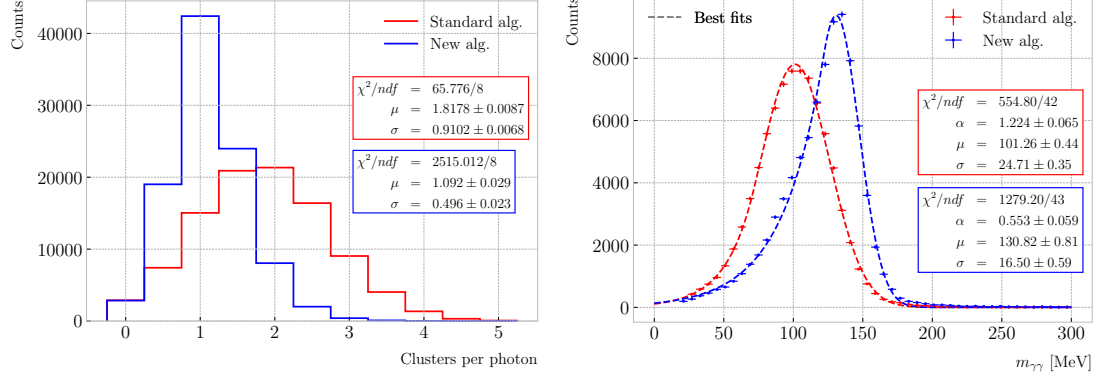 Counts
40000
30000
20000
10000
0
Standard alg.
New alg.
χ²/ndf = 65.776/8
μ = 1.8178 ± 0.0087
σ = 0.9102 ± 0.0068
χ²/ndf = 2515.012/8
μ = 1.092 ± 0.029
σ = 0.496 ± 0.023
0 1 2 3 4 5
Clusters per photon
Counts
8000
6000
4000
2000
0
Best fits
Standard alg.
New alg.
χ²/ndf = 554.80/42
α = 1.224 ± 0.065
μ = 101.26 ± 0.44
σ = 24.71 ± 0.35
χ²/ndf = 1279.20/43
α = 0.553 ± 0.059
μ = 130.82 ± 0.81
σ = 16.50 ± 0.59
0 50 100 150 200 250 300
mγγ [MeV]